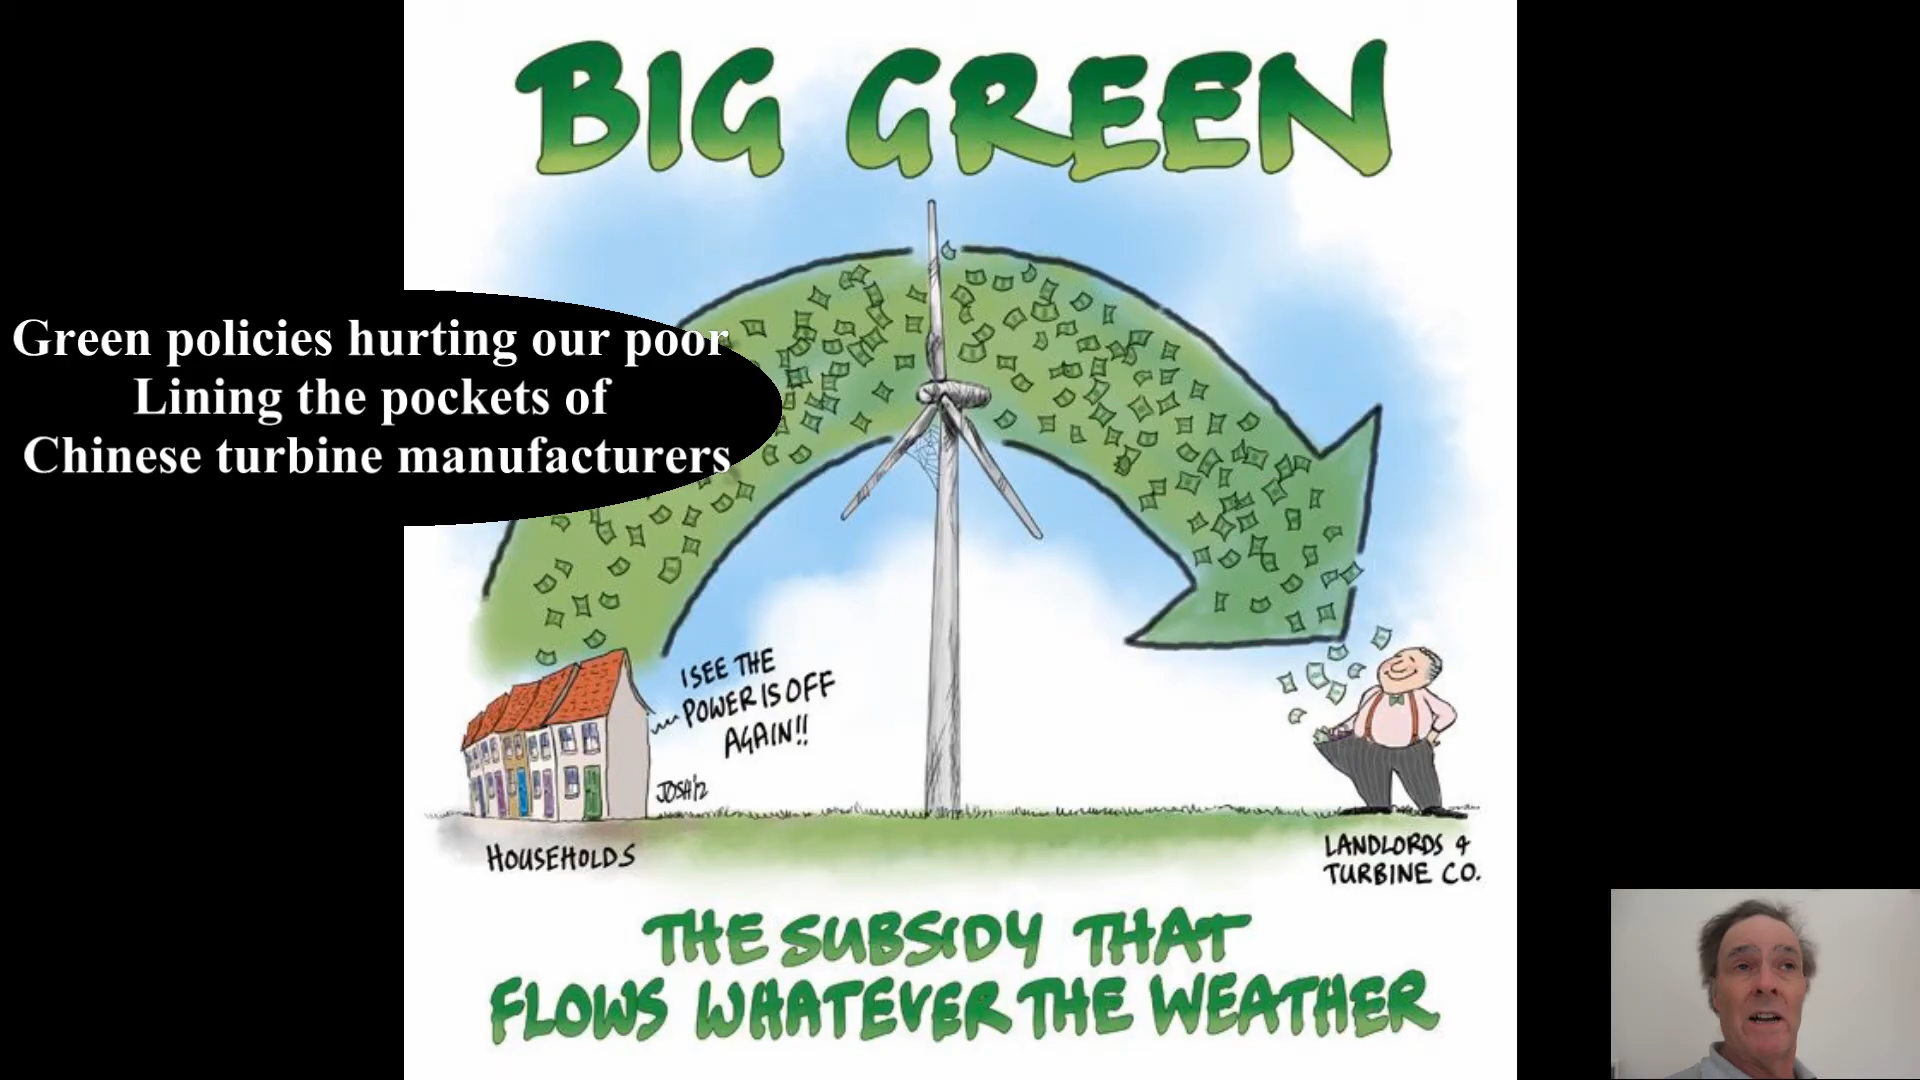 BIG GREEN
Green policies hurting our poor
Lining the pockets of
Chinese turbine manufacturers
I SEE THE
POWER IS OFF
AGAIN!!
JOSH'12
HOUSEHOLDS
LANDLORDS &
TURBINE CO.
THE SUBSIDY THAT
FLOWS WHATEVER THE WEATHER